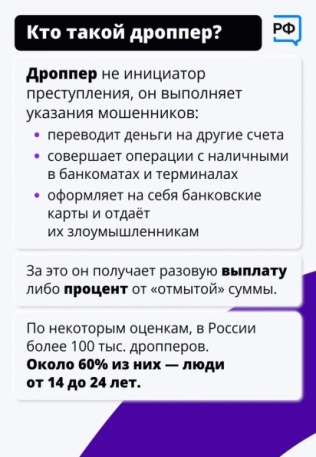 Кто такой дроппер?
РФ
Дроппер не инициатор
преступления, он выполняет
указания мошенников:
• переводит деньги на другие счета
• совершает операции с наличными
в банкоматах и терминалах
• оформляет на себя банковские
карты и отдаёт
их злоумышленникам
За это он получает разовую выплату
либо процент от «отмытой» суммы.
По некоторым оценкам, в России
более 100 тыс. дропперов.
Около 60% из них — люди
от 14 до 24 лет.